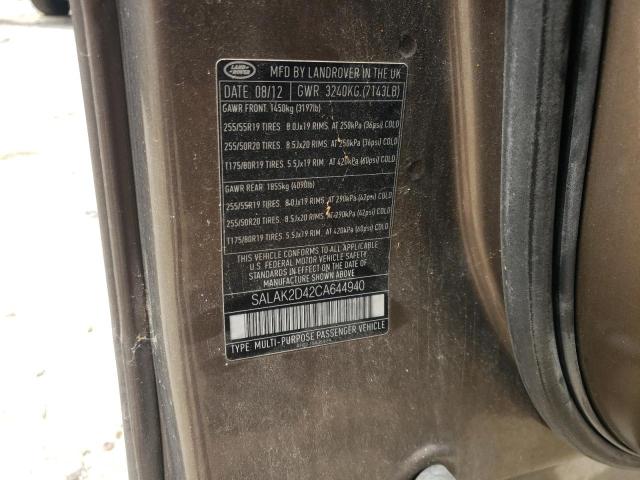 LAND ROVER
MFD BY LANDROVER IN THE UK
DATE 08/12 GWR 3240KG.(7143LB)
GAWR FRONT. 1450kg (3197lb)
255/55R19 TIRES. 8.0Jx19 RIMS. AT 250kPa (36psi) COLD
255/50R20 TIRES. 8.5Jx20 RIMS. AT 250kPa (36psi) COLD
T175/80R19 TIRES. 5.5Jx19 RIM. AT 420kPa (60psi) COLD
GAWR REAR. 1855kg (4090lb)
255/55R19 TIRES. 8.0Jx19 RIMS. AT 290kPa (42psi) COLD
255/50R20 TIRES. 8.5Jx20 RIMS. AT 290kPa (42psi) COLD
T175/80R19 TIRES. 5.5Jx19 RIM. AT 420kPa (60psi) COLD
THIS VEHICLE CONFORMS TO ALL APPLICABLE
U.S. FEDERAL MOTOR VEHICLE SAFETY
STANDARDS IN EFFECT ON THE DATE OF
MANUFACTURE SHOWN ABOVE.
SALAK2D42CA644940
TYPE: MULTI-PURPOSE PASSENGER VEHICLE